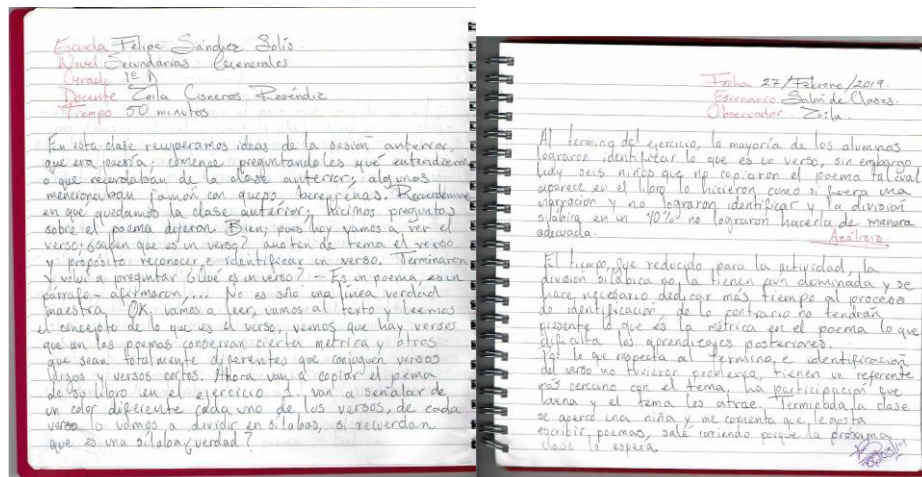 Escuela Felipe Sánchez Solís
Nivel Secundarias Generales
Grado 1º
Docente Zoila Cisneros Reséndiz
Tiempo 50 minutos
En esta clase recuperamos ideas de la sesión anterior,
que era poesía; comencé preguntándoles qué entendieron
o que recordaban de la clase anterior; algunos
mencionaban jamón con queso berenjenas. Recuerdenme
en que quedamos la clase anterior; hicimos preguntas
sobre el poema dijeron. Bien, pues hoy vamos a ver el
verso; ¿saben que es un verso? anoten de tema el verso
y propósito reconocer e identificar un verso. Terminaron
y volví a preguntar ¿Qué es un verso? - Es un poema, es un
párrafo - afirmaron, ... No es sólo una línea verdad
maestra. OK, vamos a leer, vamos al texto y leemos
el concepto de lo que es el verso, vemos que hay versos
que en los poemas conservan cierta métrica y otros
que sean totalmente diferentes que conjuguen versos
largos y versos cortos. Ahora van a copiar el pema
de su libro en el ejercicio 1, van a señalar de
un color diferente cada uno de los versos, de cada
verso lo vamos a dividir en sílabas, si recuerdan
que es una sílaba, ¿verdad?
Fecha 27/Febrero/2019.
Escenario Salón de Clases.
Observador Zoila.
Al termino del ejercicio, la mayoría de los alumnos
lograron identificar lo que es un verso, sin embargo
hay seis niños que no copiaron el poema tal cual
aparece en el libro lo hicieron como si fuera una
narración y no lograron identificar y la división
silábica en un 40% no lograron hacerla de manera
adecuada.
Análisis
El tiempo, fue reducido para la actividad, la
división silábica no la tienen aún dominada y se
hace necesario dedicar más tiempo al proceso
de identificación de lo contrario no tendrán
presente lo que es la métrica en el poema lo que
dificulta los aprendizajes posteriores.
Por lo que respecta al termino, e identificación
del verso no tuvieron problema, tienen un referente
más cercano con el tema, la participación fue
buena y el tema les atrae. Terminada la clase
se acercó una niña y me comenta que le gusta
escribir poemas, sale corriendo porque la próxima
clase la espera.